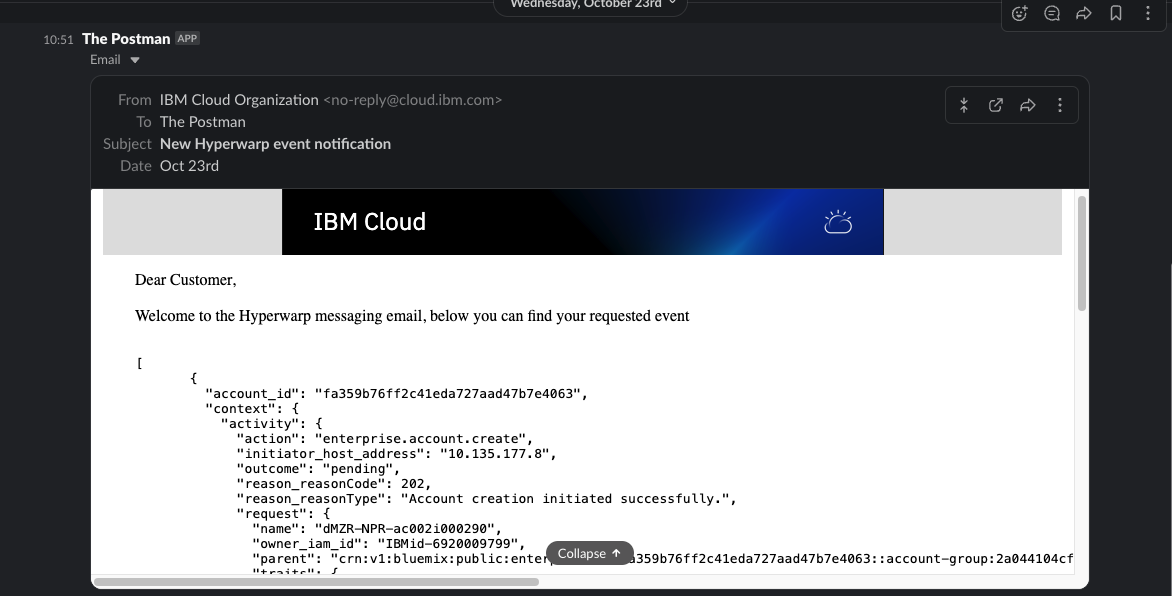 Wednesday, October 23rd
10:51 The Postman APP
Email
From IBM Cloud Organization <no-reply@cloud.ibm.com>
To The Postman
Subject New Hyperwarp event notification
Date Oct 23rd
IBM Cloud
Dear Customer,
Welcome to the Hyperwarp messaging email, below you can find your requested event
[
{
"account_id": "fa359b76ff2c41eda727aad47b7e4063",
"context": {
"activity": {
"action": "enterprise.account.create",
"initiator_host_address": "10.135.177.8",
"outcome": "pending",
"reason_reasonCode": 202,
"reason_reasonType": "Account creation initiated successfully.",
"request": {
"name": "dMZR-NPR-ac002i000290",
"owner_iam_id": "IBMid-6920009799",
"parent": "crn:v1:bluemix:public:enter a359b76ff2c41eda727aad47b7e4063::account-group:2a044104cf
Collapse ↑
"traits": {